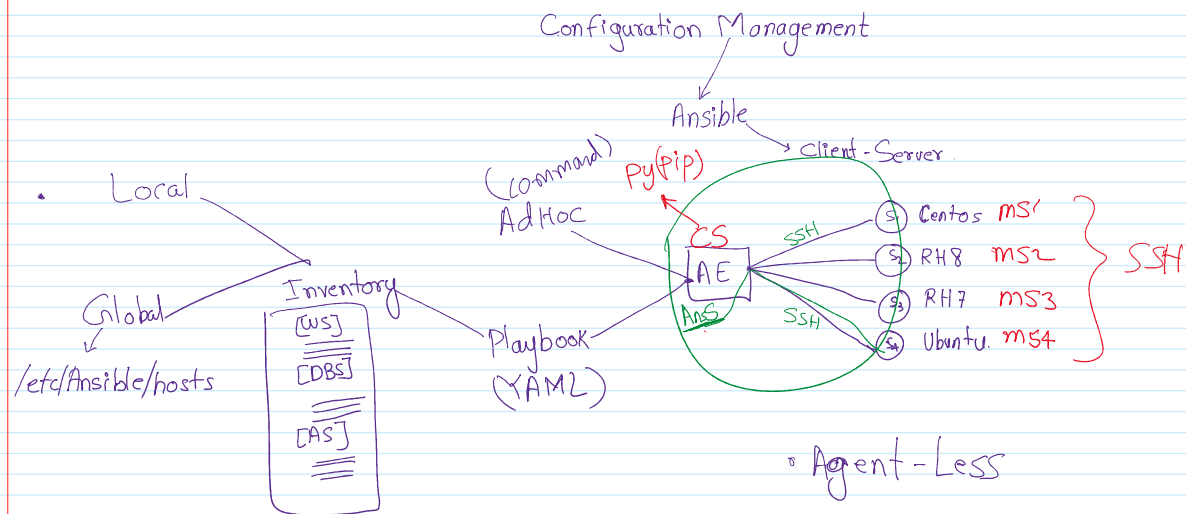 Configuration Management
Ansible
Client-Server
(Command)
AdHoc
Py(pip)
Local
CS
AE
AnsS
SSH
SSH
S1 Centos MS1
S2 RH8 MS2
S3 RH7 MS3
S4 Ubuntu. MS4
SSH
Global
/etc/Ansible/hosts
Inventory
[WS]
[DBS]
[AS]
Playbook
(YAML)
Agent-Less